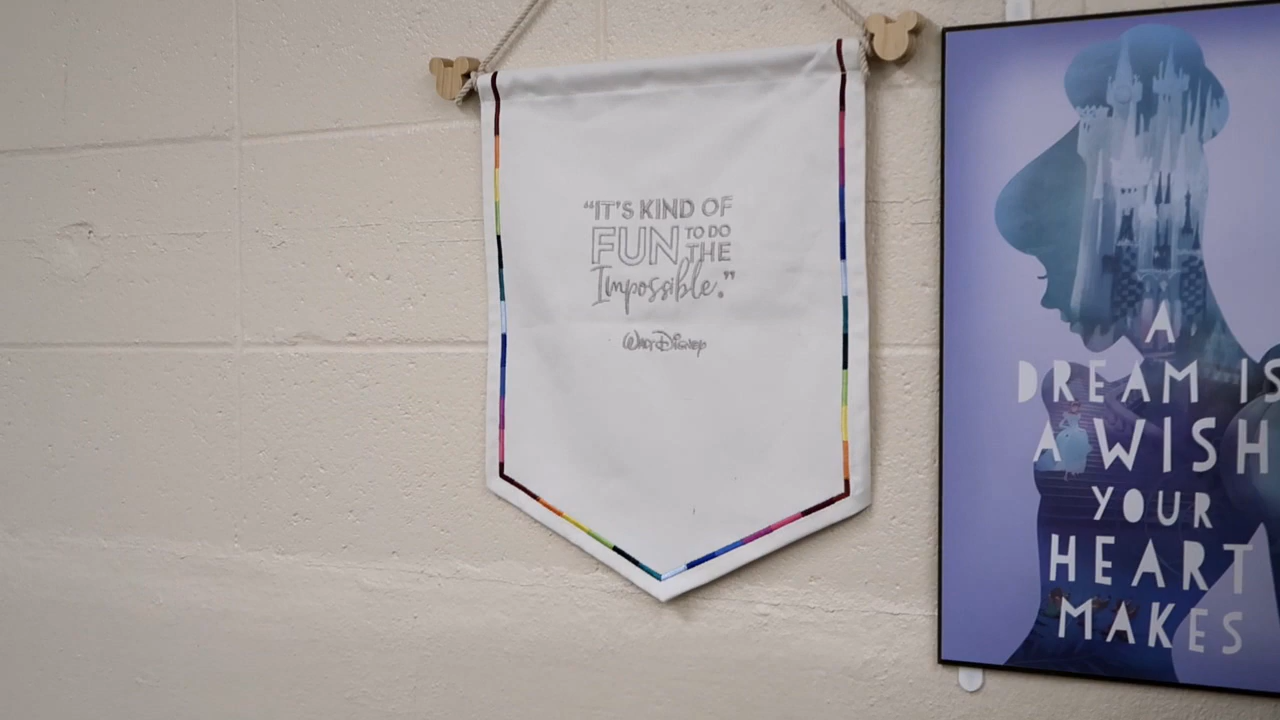 “IT’S KIND OF
FUN TO DO
THE
Impossible.”
WALT DISNEY
A
DREAM IS
A WISH
YOUR
HEART
MAKES